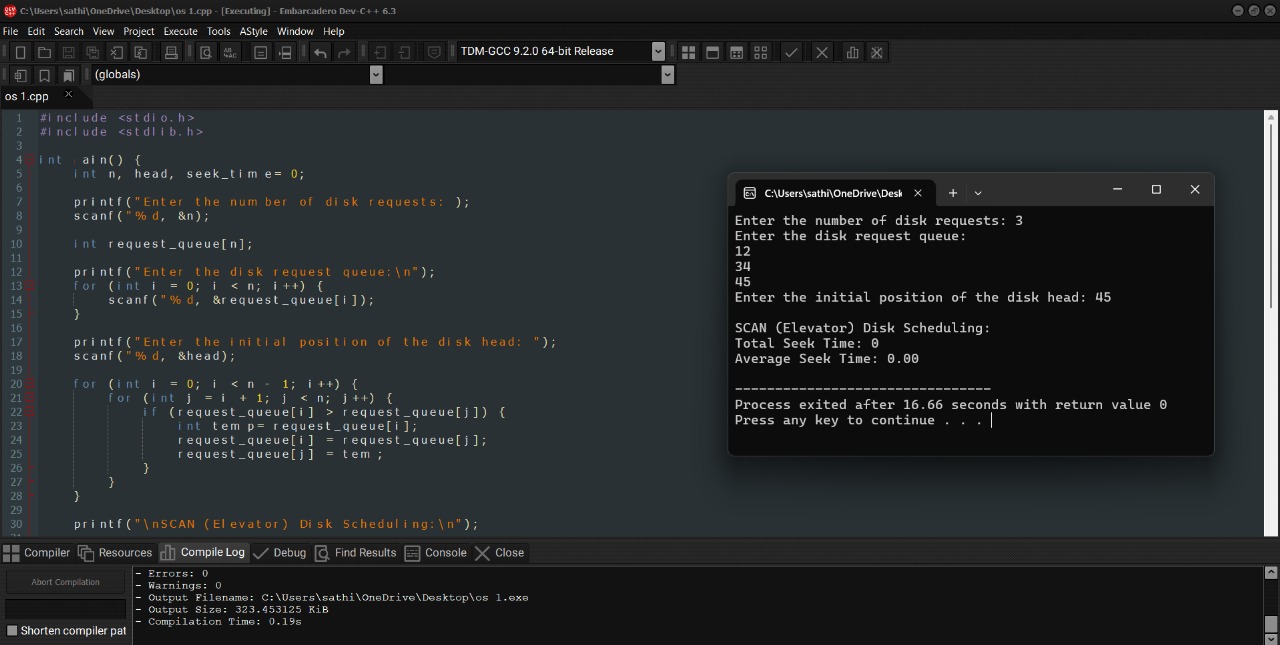 C:\Users\sathi\OneDrive\Desktop\os 1.cpp - [Executing] - Embarcadero Dev-C++ 6.3
File Edit Search View Project Execute Tools AStyle Window Help
TDM-GCC 9.2.0 64-bit Release
(globals)
os 1.cpp
1 #include <stdio.h>
2 #include <stdlib.h>
3
4 int ain() {
5 int n, head, seek_time= 0;
6
7 printf("Enter the number of disk requests: );
8 scanf("%d, &n);
9
10 int request_queue[n];
11
12 printf("Enter the disk request queue:\n");
13 for (int i = 0; i < n; i++) {
14 scanf("%d, &request_queue[i]);
15 }
16
17 printf("Enter the initial position of the disk head: ");
18 scanf("%d, &head);
19
20 for (int i = 0; i < n - 1; i++) {
21 for (int j = i + 1; j < n; j++) {
22 if (request_queue[i] > request_queue[j]) {
23 int temp= request_queue[i];
24 request_queue[i] = request_queue[j];
25 request_queue[j] = tem ;
26 }
27 }
28 }
29
30 printf("\nSCAN (Elevator) Disk Scheduling:\n");
C:\Users\sathi\OneDrive\Desk
Enter the number of disk requests: 3
Enter the disk request queue:
12
34
45
Enter the initial position of the disk head: 45
SCAN (Elevator) Disk Scheduling:
Total Seek Time: 0
Average Seek Time: 0.00
--------------------------------
Process exited after 16.66 seconds with return value 0
Press any key to continue . . .
Compiler Resources Compile Log Debug Find Results Console Close
Abort Compilation
Shorten compiler pat
- Errors: 0
- Warnings: 0
- Output Filename: C:\Users\sathi\OneDrive\Desktop\os 1.exe
- Output Size: 323.453125 KiB
- Compilation Time: 0.19s